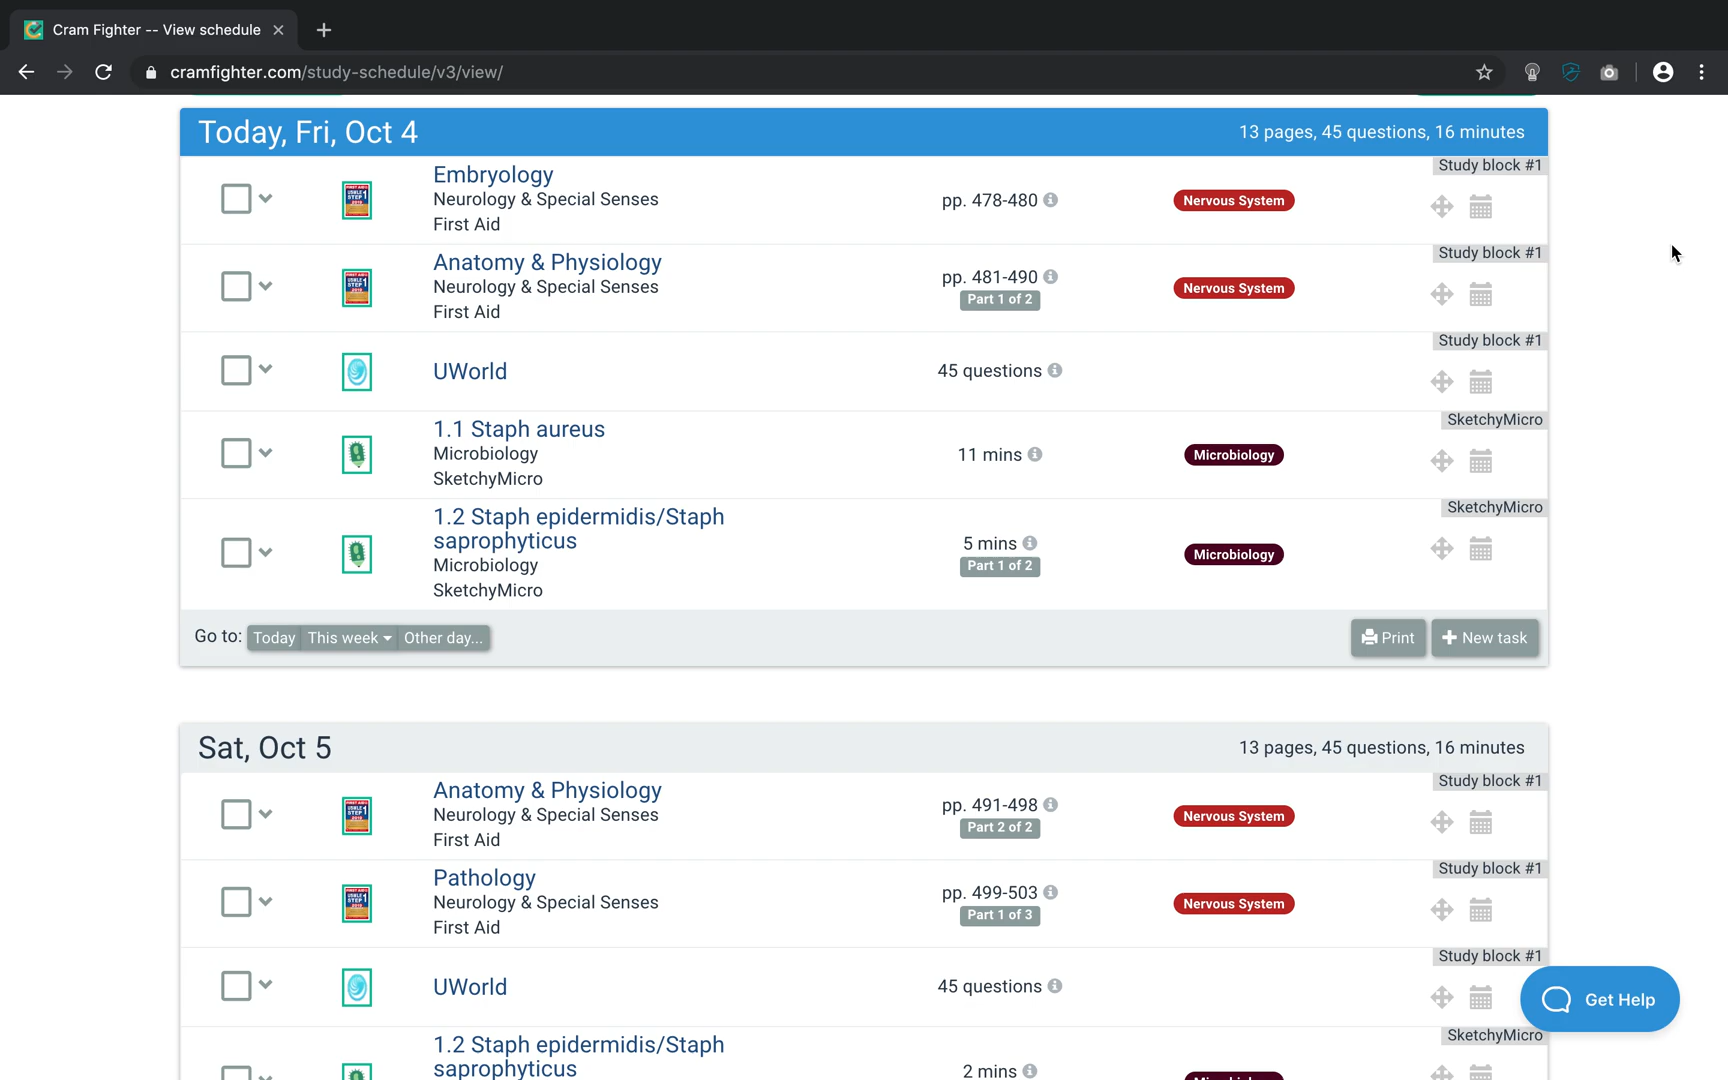 Cram Fighter -- View schedule
cramfighter.com/study-schedule/v3/view/
Today, Fri, Oct 4
13 pages, 45 questions, 16 minutes
Study block #1
Embryology
Neurology & Special Senses
First Aid
pp. 478-480
Nervous System
Study block #1
Anatomy & Physiology
Neurology & Special Senses
First Aid
pp. 481-490
Part 1 of 2
Nervous System
Study block #1
UWorld
45 questions
SketchyMicro
1.1 Staph aureus
Microbiology
SketchyMicro
11 mins
Microbiology
SketchyMicro
1.2 Staph epidermidis/Staph
saprophyticus
Microbiology
SketchyMicro
5 mins
Part 1 of 2
Microbiology
Go to: Today This week Other day...
Print
New task
Sat, Oct 5
13 pages, 45 questions, 16 minutes
Study block #1
Anatomy & Physiology
Neurology & Special Senses
First Aid
pp. 491-498
Part 2 of 2
Nervous System
Study block #1
Pathology
Neurology & Special Senses
First Aid
pp. 499-503
Part 1 of 3
Nervous System
Study block #1
UWorld
45 questions
Get Help
SketchyMicro
1.2 Staph epidermidis/Staph
saprophyticus
2 mins